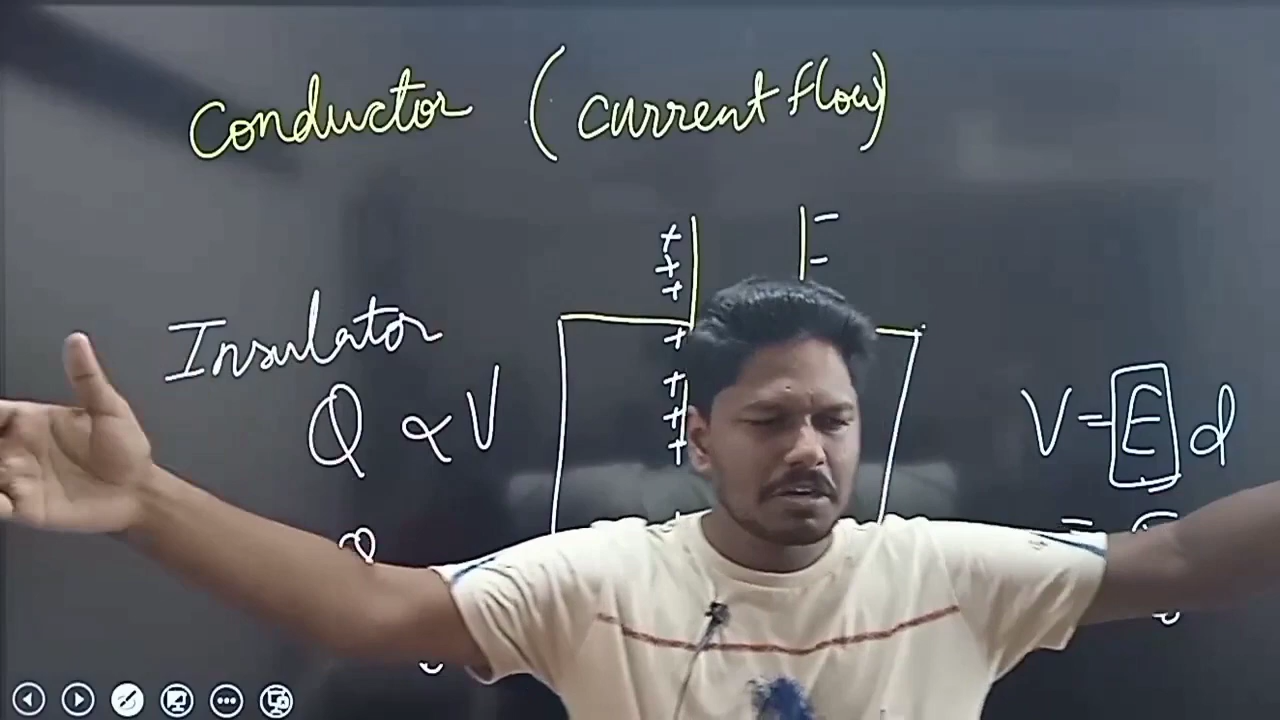 Conductor (current flow)
Insulator
Q ∝ V
V = E d